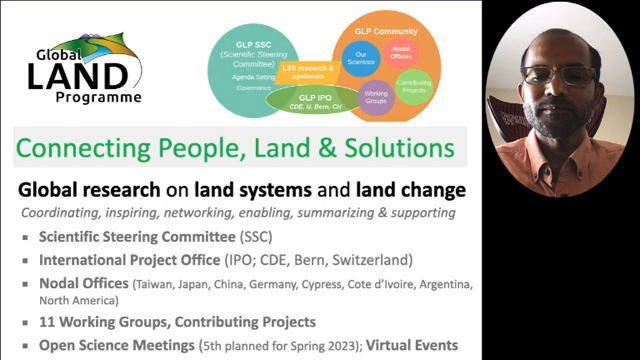 Global
LAND
Programme
GLP SSC
(Scientific Steering
Committee)
Agenda Setting
Governance
LSS research &
synthesis
GLP IPO
CDE, U. Bern, CH
GLP Community
Our
Scientists
Nodal
Offices
Contributing
Projects
Working
Groups
Connecting People, Land & Solutions
Global research on land systems and land change
Coordinating, inspiring, networking, enabling, summarizing & supporting
▪ Scientific Steering Committee (SSC)
▪ International Project Office (IPO; CDE, Bern, Switzerland)
▪ Nodal Offices (Taiwan, Japan, China, Germany, Cypress, Cote d'Ivoire, Argentina,
North America)
▪ 11 Working Groups, Contributing Projects
▪ Open Science Meetings (5th planned for Spring 2023); Virtual Events